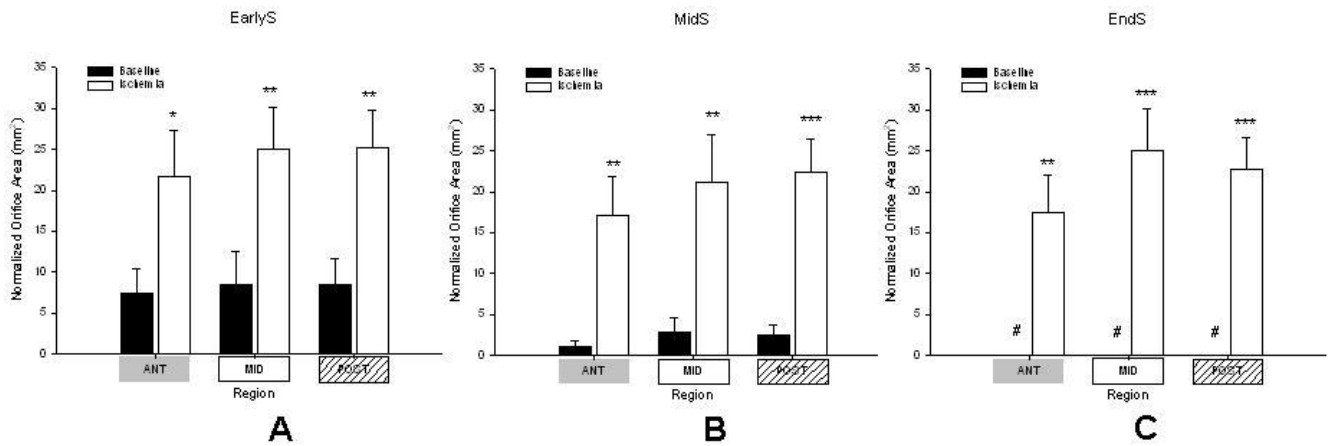 EarlyS
Baseline
Ischemia
Normalized Orifice Area (mm²)
35
30
25
20
15
10
5
0
*
**
**
ANT
MID
POST
Region
A
MidS
Baseline
Ischemia
Normalized Orifice Area (mm²)
35
30
25
20
15
10
5
0
**
**
***
ANT
MID
POST
Region
B
EndS
Baseline
Ischemia
Normalized Orifice Area (mm²)
35
30
25
20
15
10
5
0
**
***
***
#
#
#
ANT
MID
POST
Region
C